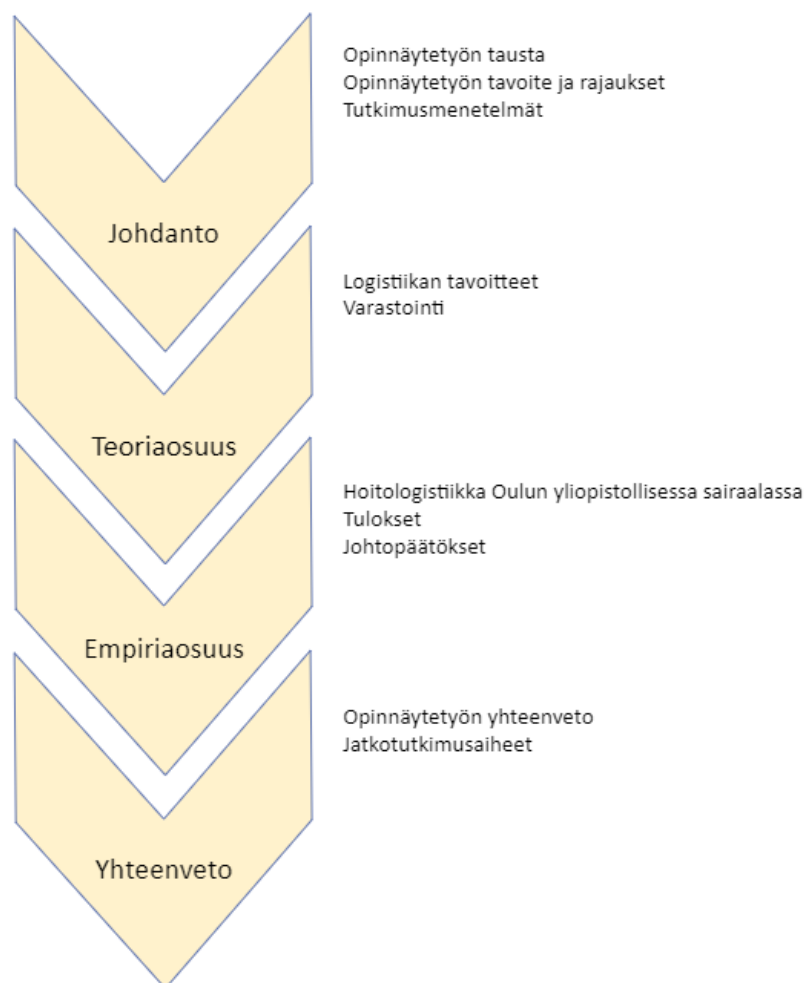 Opinnäytetyön tausta
Opinnäytetyön tavoite ja rajaukset
Tutkimusmenetelmät
Johdanto
Logistiikan tavoitteet
Varastointi
Teoriaosuus
Hoitologistiikka Oulun yliopistollisessa sairaalassa
Tulokset
Johtopäätökset
Empiriaosuus
Opinnäytetyön yhteenveto
Jatkotutkimusaiheet
Yhteenveto